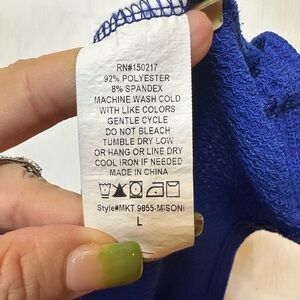 RN#150217
92% POLYESTER
8% SPANDEX
MACHINE WASH COLD
WITH LIKE COLORS
GENTLE CYCLE
DO NOT BLEACH
TUMBLE DRY LOW
OR HANG OR LINE DRY
COOL IRON IF NEEDED
MADE IN CHINA
Style#MKT 9855-MISONI
L